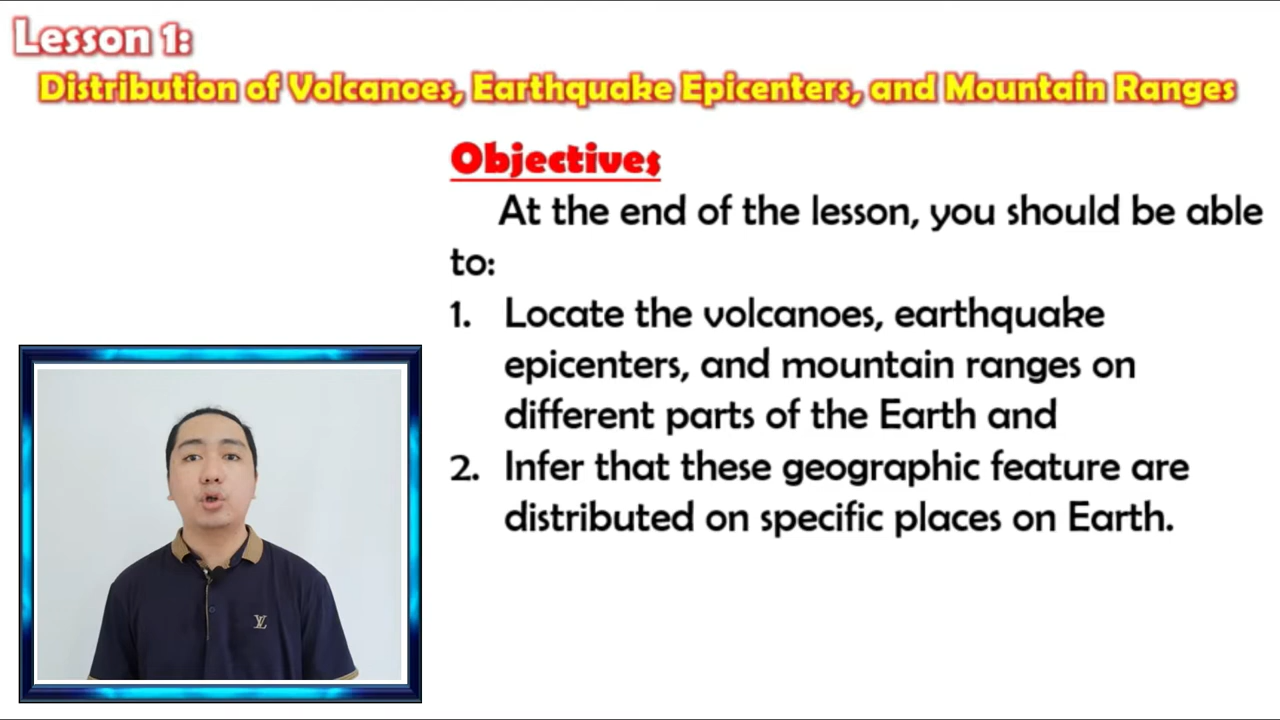 Lesson 1:
Distribution of Volcanoes, Earthquake Epicenters, and Mountain Ranges
Objectives
At the end of the lesson, you should be able
to:
1. Locate the volcanoes, earthquake
epicenters, and mountain ranges on
different parts of the Earth and
2. Infer that these geographic feature are
distributed on specific places on Earth.
LV